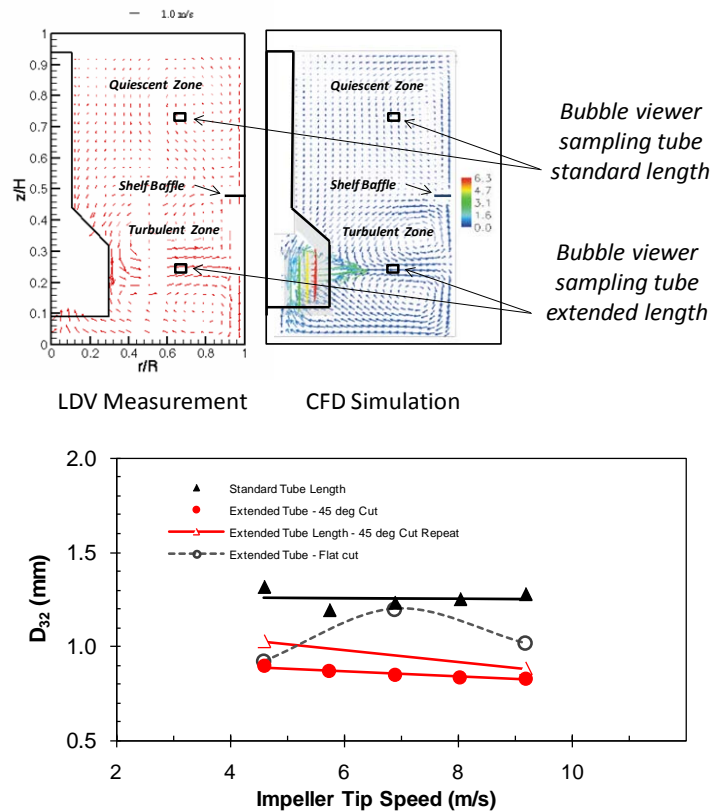 1.0 m/s
1
0.9
0.8
0.7
0.6
0.5
0.4
0.3
0.2
0.1
0
z/H
0
0.2
0.4
0.6
0.8
1
r/R
Quiescent Zone
Shelf Baffle
Turbulent Zone
Quiescent Zone
Shelf Baffle
Turbulent Zone
6.3
4.7
3.1
1.6
0.0
Bubble viewer
sampling tube
standard length
Bubble viewer
sampling tube
extended length
LDV Measurement
CFD Simulation
2.0
1.5
1.0
0.5
D32 (mm)
Standard Tube Length
Extended Tube - 45 deg Cut
Extended Tube Length - 45 deg Cut Repeat
Extended Tube - Flat cut
2
4
6
8
10
Impeller Tip Speed (m/s)